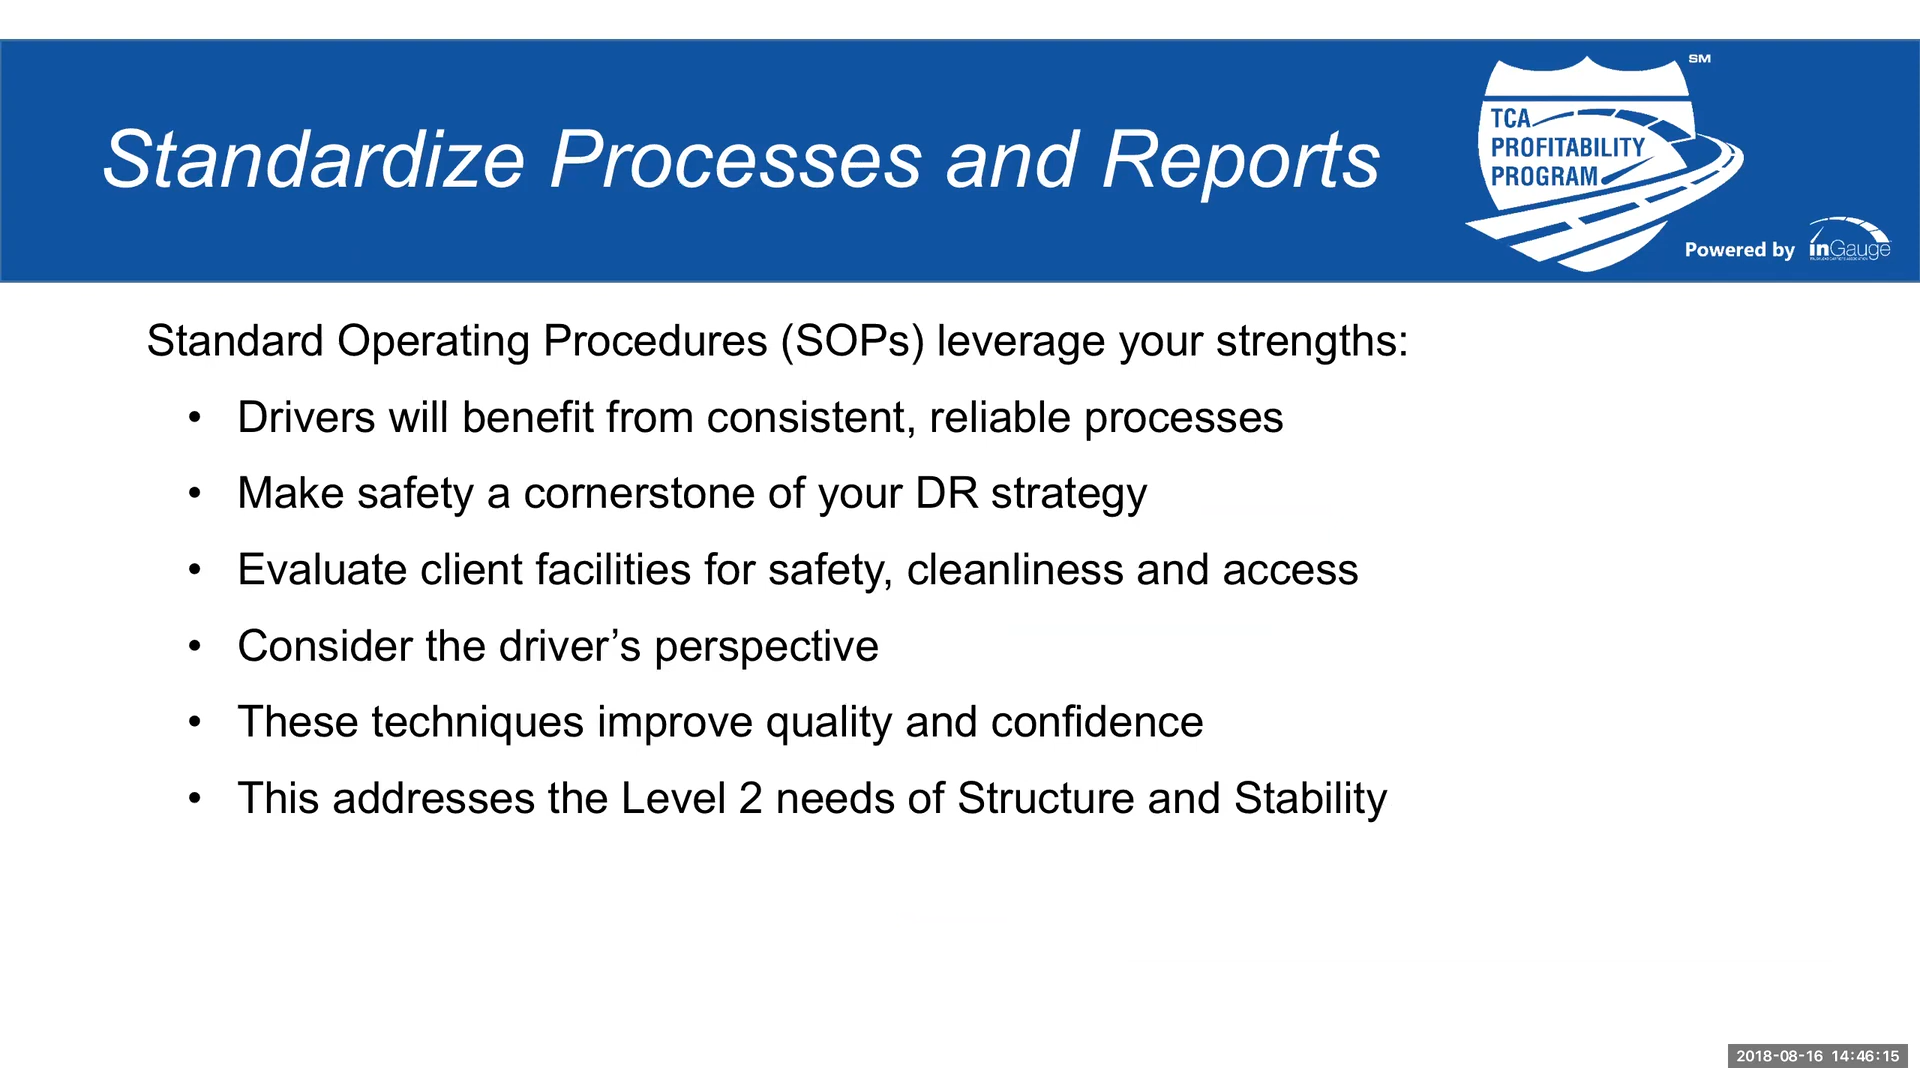 Standardize Processes and Reports
SM
TCA
PROFITABILITY
PROGRAM
Powered by inGauge
Standard Operating Procedures (SOPs) leverage your strengths:
• Drivers will benefit from consistent, reliable processes
• Make safety a cornerstone of your DR strategy
• Evaluate client facilities for safety, cleanliness and access
• Consider the driver’s perspective
• These techniques improve quality and confidence
• This addresses the Level 2 needs of Structure and Stability
2018-08-16 14:46:15